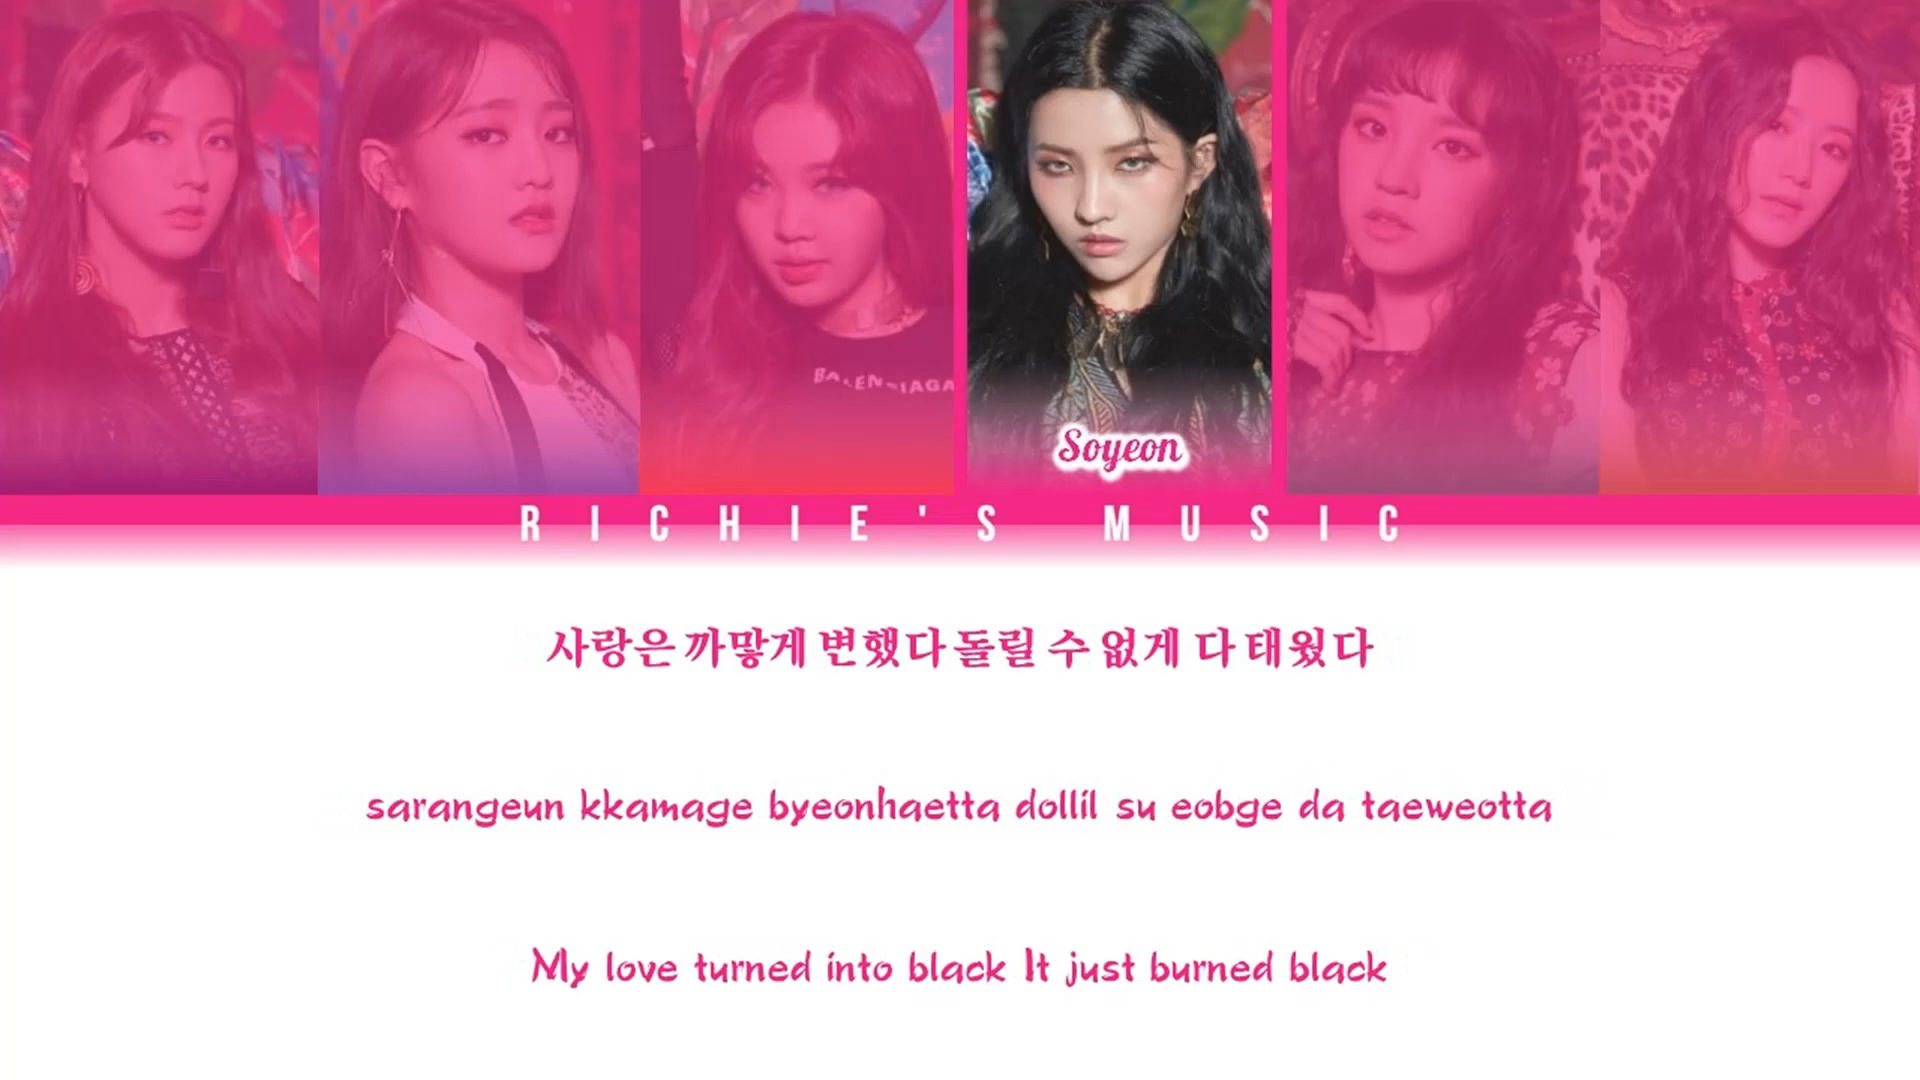 BALENCIAGA
Soyeon
RICHIE'S MUSIC
사랑은 까맣게 변했다 돌릴 수 없게 다 태웠다
sarangeun kkamage byeonhaetta dollil su eobge da taeweotta
My love turned into black It just burned black